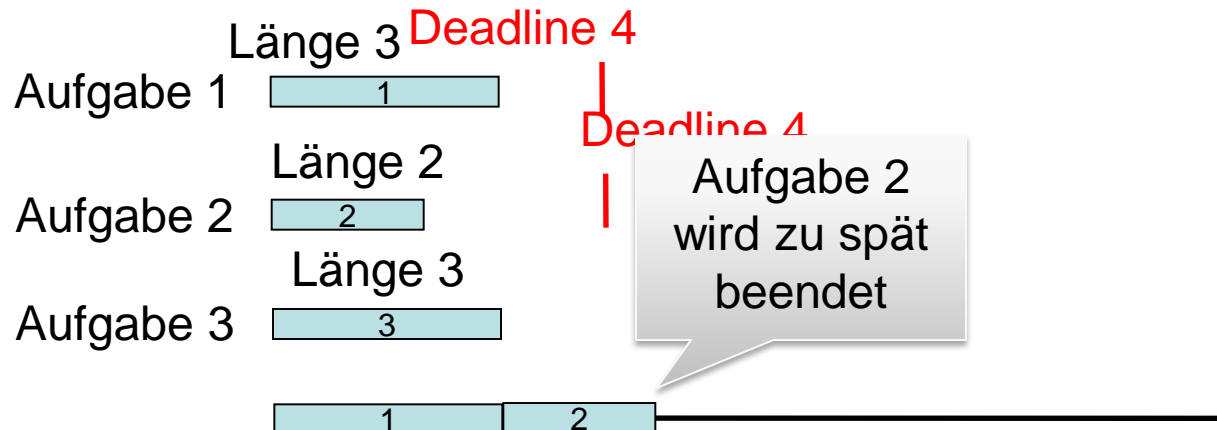 Länge 3 Deadline 4
Aufgabe 1 1
Deadline 4
Länge 2
Aufgabe 2 2
Aufgabe 2
wird zu spät
beendet
Länge 3
Aufgabe 3 3
1 2